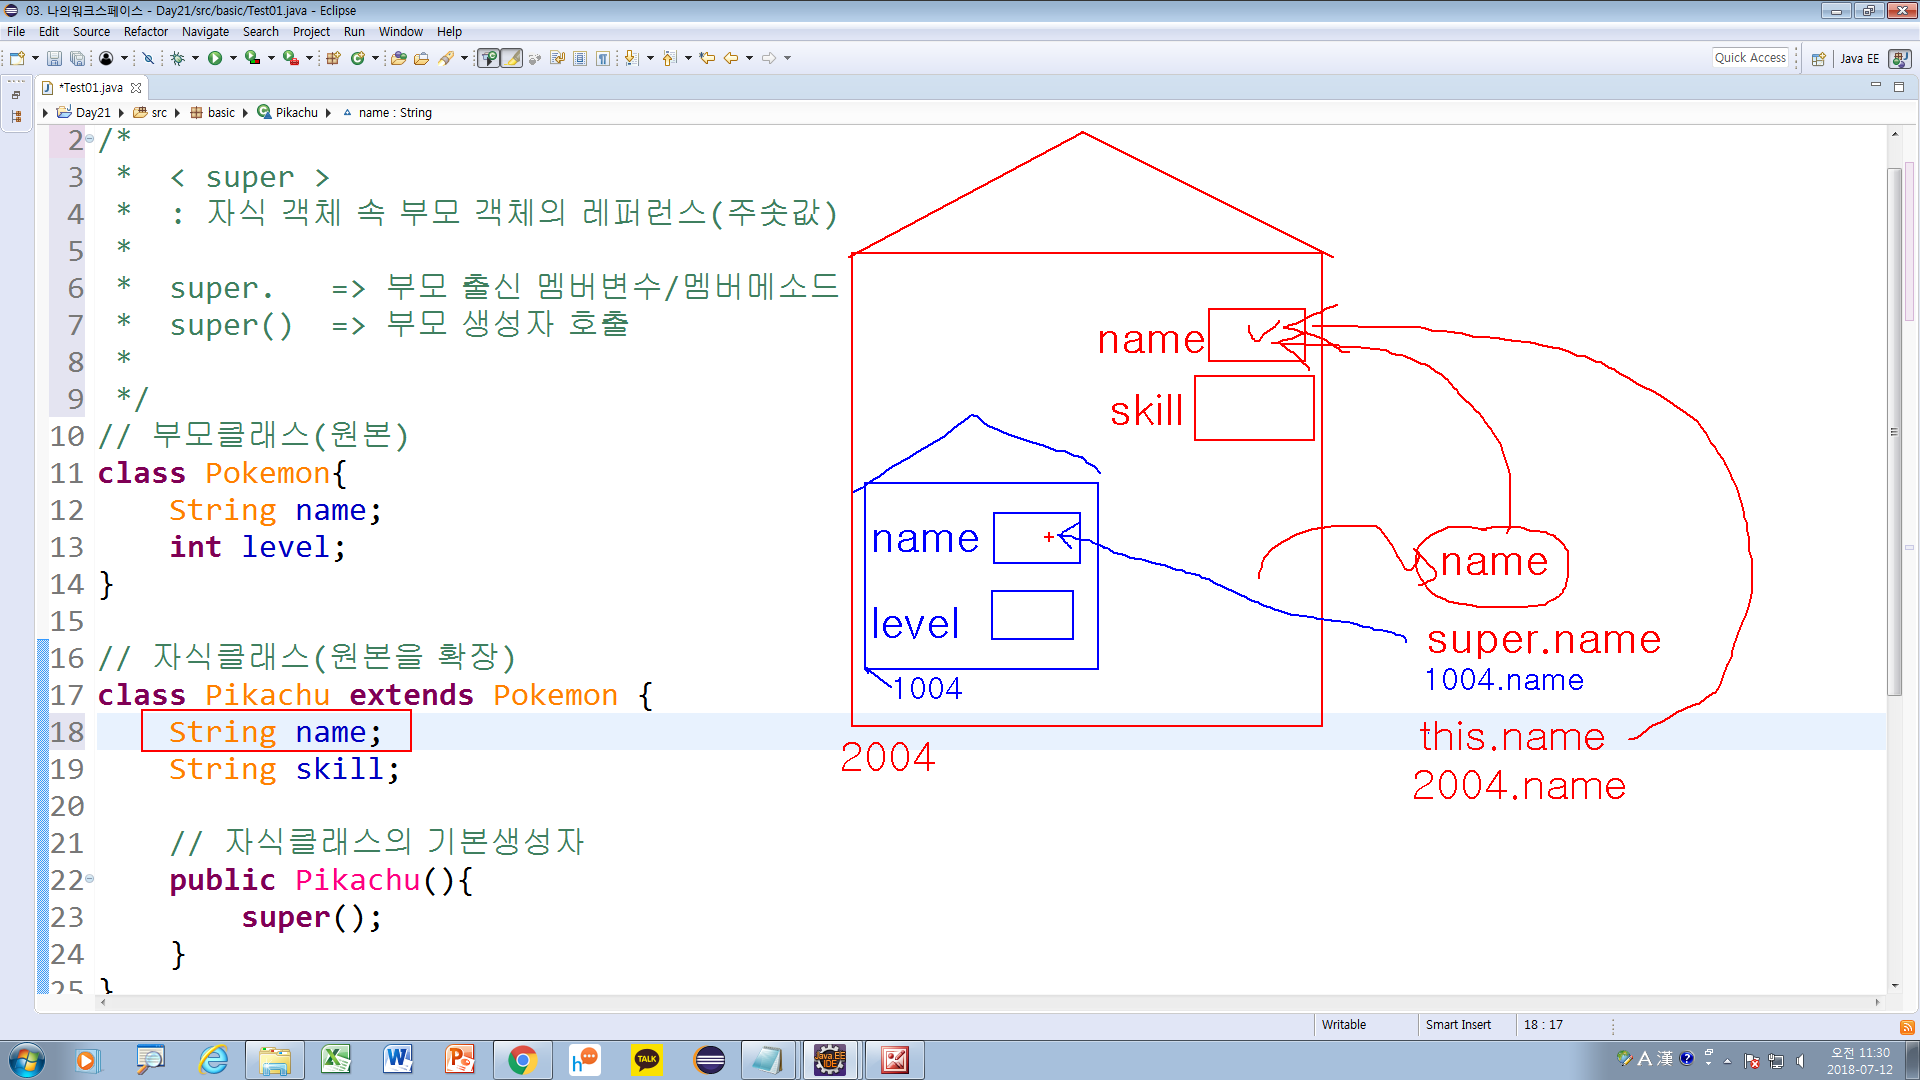 03. 나의워크스페이스 - Day21/src/basic/Test01.java - Eclipse
File Edit Source Refactor Navigate Search Project Run Window Help
Quick Access Java EE
*Test01.java
Day21 src basic Pikachu name : String
2 /*
3 * < super >
4 * : 자식 객체 속 부모 객체의 레퍼런스(주솟값)
5 *
6 * super. => 부모 출신 멤버변수/멤버메소드
7 * super() => 부모 생성자 호출
8 *
9 */
10 // 부모클래스(원본)
11 class Pokemon{
12 String name;
13 int level;
14 }
15
16 // 자식클래스(원본을 확장)
17 class Pikachu extends Pokemon {
18 String name;
19 String skill;
20
21 // 자식클래스의 기본생성자
22 public Pikachu(){
23 super();
24 }
25 }
name
skill
name
level
1004
2004
name
super.name
1004.name
this.name
2004.name
Writable Smart Insert 18 : 17
TALK
Java EE IDE
A 漢
오전 11:30
2018-07-12